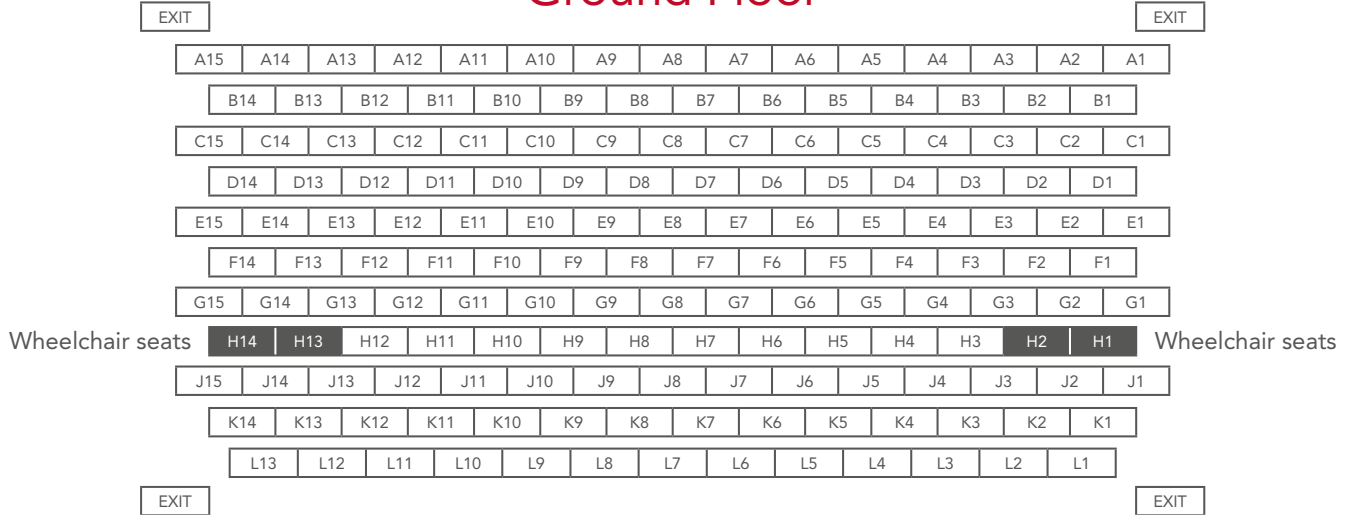 Ground Floor
EXIT EXIT
A15 A14 A13 A12 A11 A10 A9 A8 A7 A6 A5 A4 A3 A2 A1
B14 B13 B12 B11 B10 B9 B8 B7 B6 B5 B4 B3 B2 B1
C15 C14 C13 C12 C11 C10 C9 C8 C7 C6 C5 C4 C3 C2 C1
D14 D13 D12 D11 D10 D9 D8 D7 D6 D5 D4 D3 D2 D1
E15 E14 E13 E12 E11 E10 E9 E8 E7 E6 E5 E4 E3 E2 E1
F14 F13 F12 F11 F10 F9 F8 F7 F6 F5 F4 F3 F2 F1
G15 G14 G13 G12 G11 G10 G9 G8 G7 G6 G5 G4 G3 G2 G1
Wheelchair seats H14 H13 H12 H11 H10 H9 H8 H7 H6 H5 H4 H3 H2 H1 Wheelchair seats
J15 J14 J13 J12 J11 J10 J9 J8 J7 J6 J5 J4 J3 J2 J1
K14 K13 K12 K11 K10 K9 K8 K7 K6 K5 K4 K3 K2 K1
L13 L12 L11 L10 L9 L8 L7 L6 L5 L4 L3 L2 L1
EXIT EXIT